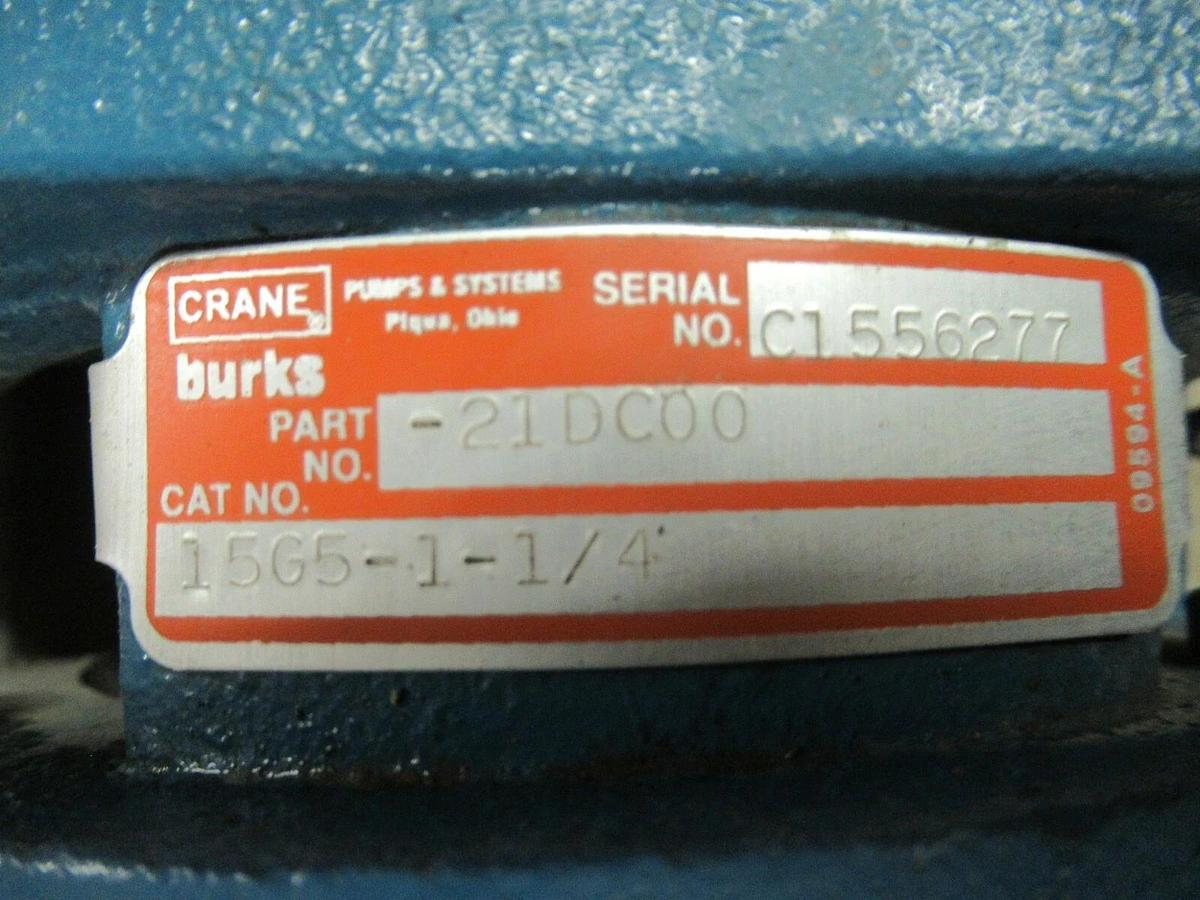 CRANE® PUMPS & SYSTEMS
Piqua, Ohio
burks
SERIAL NO. C1556277
PART NO. -21DC00
CAT NO.
15G5-1-1/4
09594-A